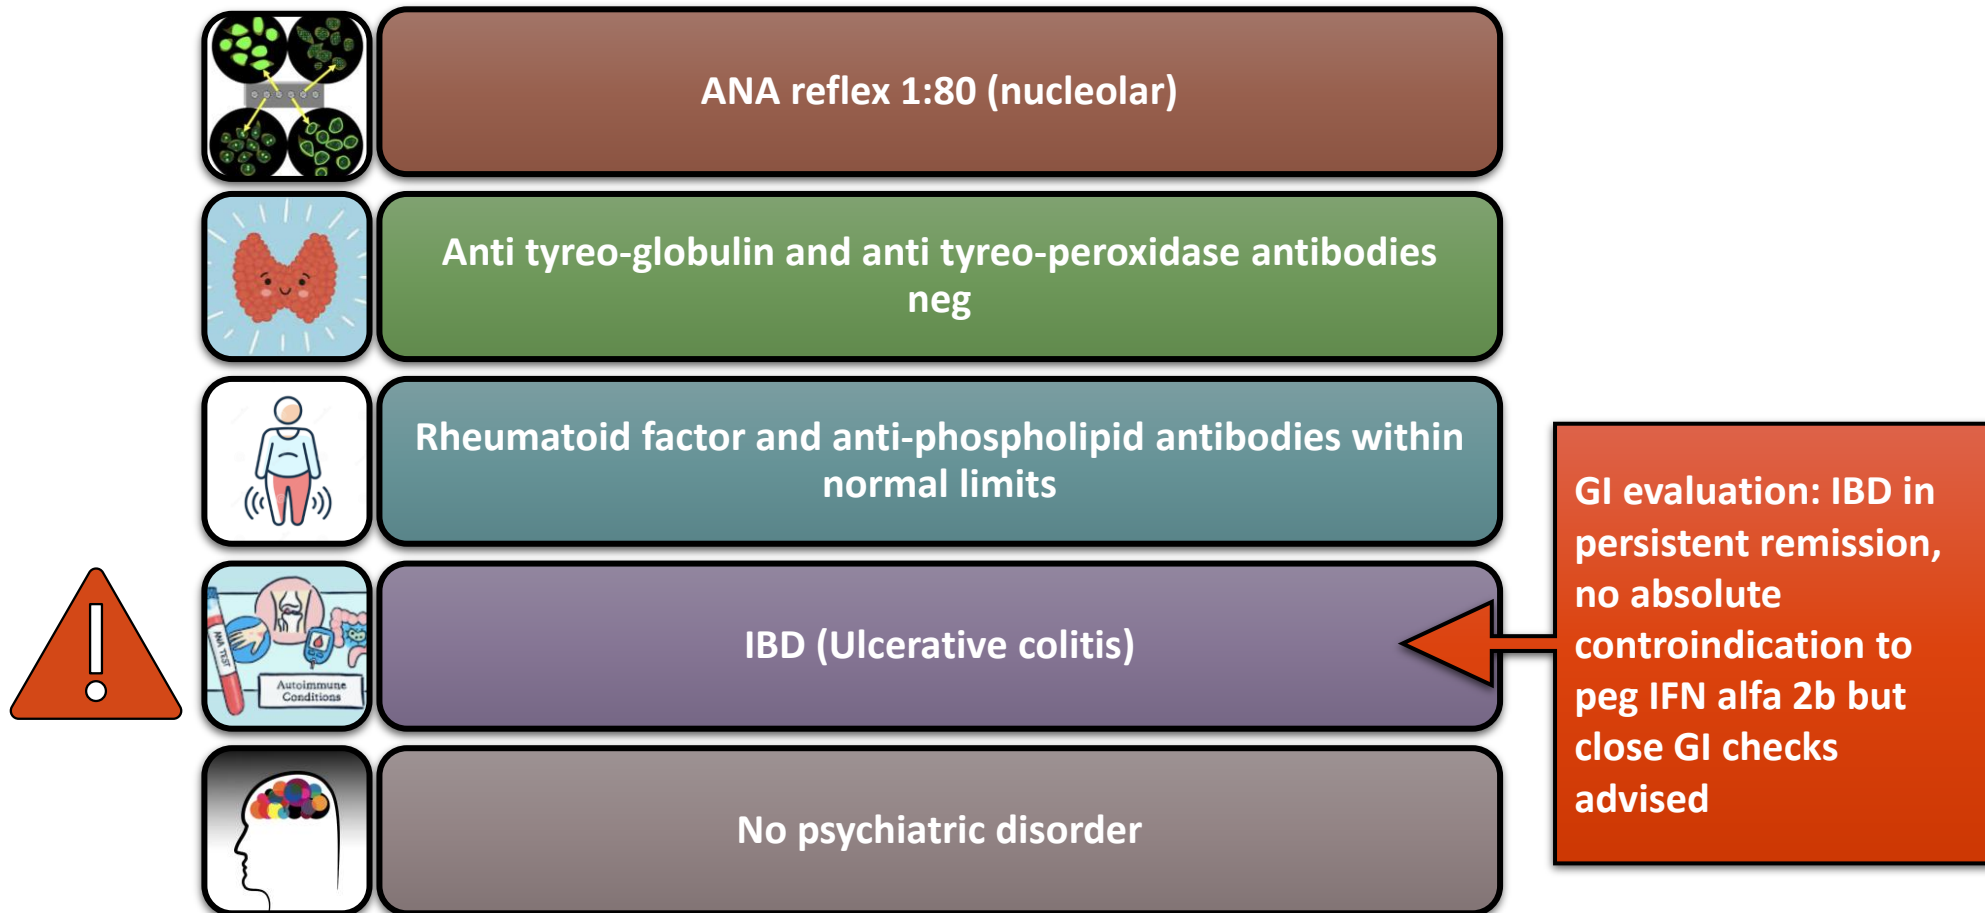 ANA reflex 1:80 (nucleolar)
Anti tyreo-globulin and anti tyreo-peroxidase antibodies
neg
Rheumatoid factor and anti-phospholipid antibodies within
normal limits
ANA TEST
Autoimmune
Conditions
IBD (Ulcerative colitis)
GI evaluation: IBD in
persistent remission,
no absolute
controindication to
peg IFN alfa 2b but
close GI checks
advised
No psychiatric disorder